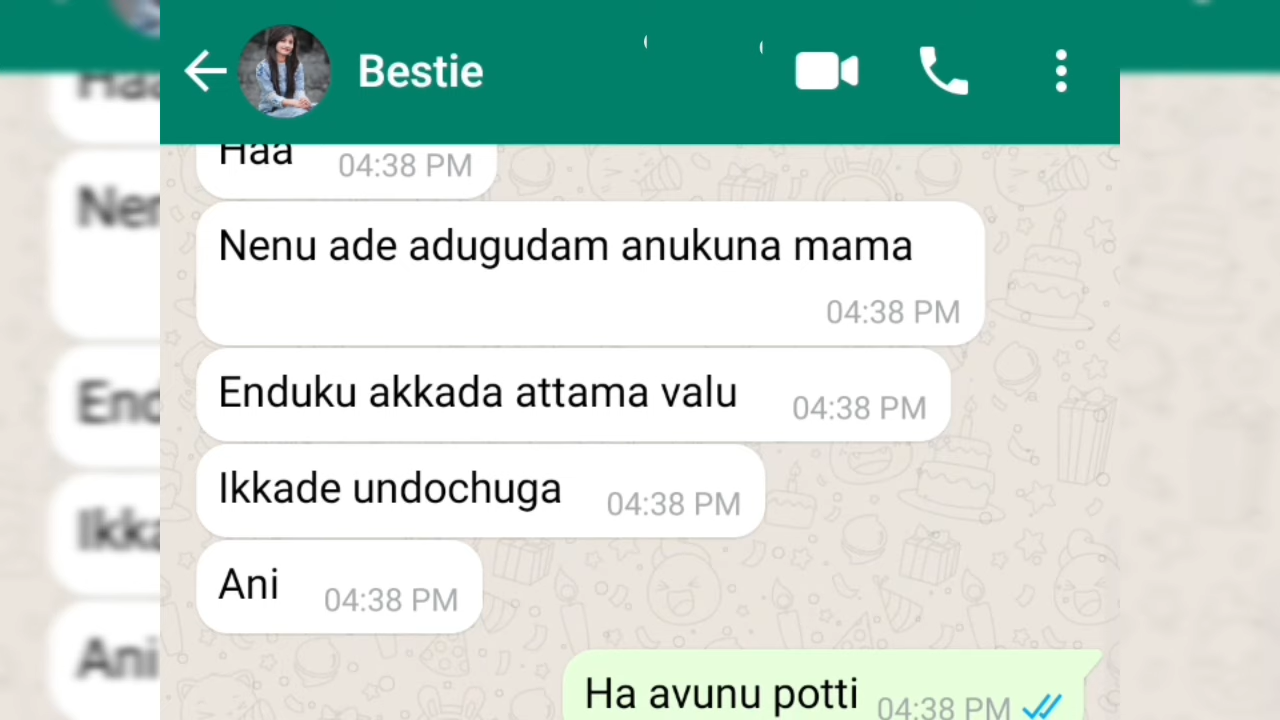 Bestie
Haa 04:38 PM
Nenu ade adugudam anukuna mama
04:38 PM
Enduku akkada attama valu 04:38 PM
Ikkade undochuga 04:38 PM
Ani 04:38 PM
Ha avunu potti 04:38 PM